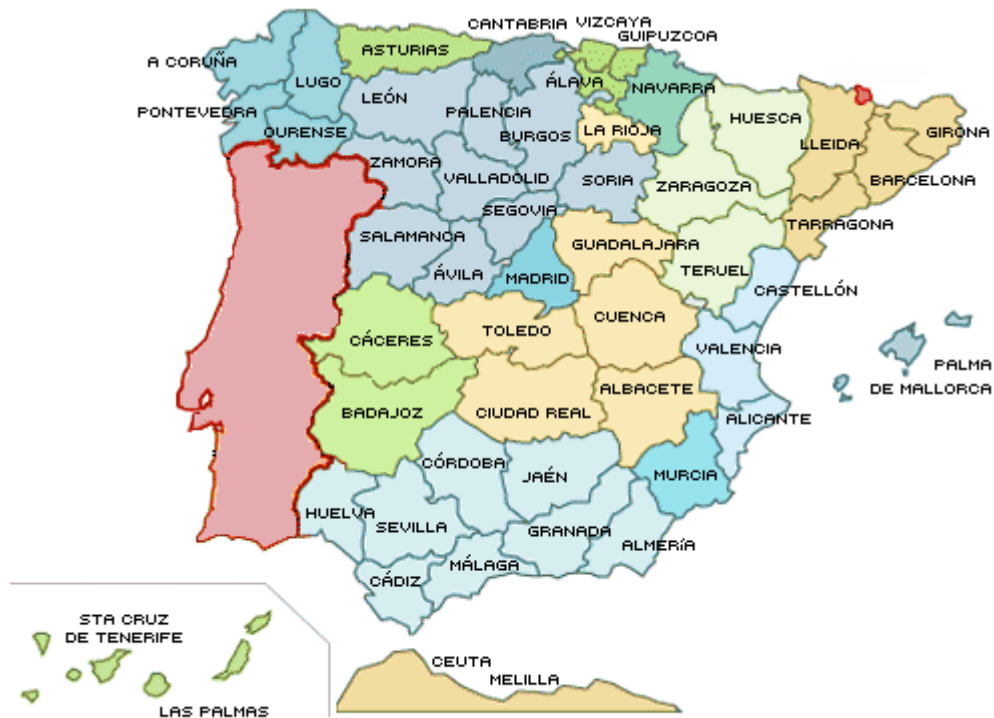 CANTABRIA
VIZCAYA
GUIPUZCOA
A CORUÑA
LUGO
ASTURIAS
ÁLAVA
NAVARRA
PONTEVEDRA
OURENSE
LEÓN
PALENCIA
BURGOS
LA RIOJA
HUESCA
LLEIDA
GIRONA
ZAMORA
VALLADOLID
SORIA
ZARAGOZA
BARCELONA
SEGOVIA
TARRAGONA
SALAMANCA
GUADALAJARA
ÁVILA
MADRID
TERUEL
CASTELLÓN
CÁCERES
TOLEDO
CUENCA
VALENCIA
PALMA
DE MALLORCA
BADAJOZ
CIUDAD REAL
ALBACETE
ALICANTE
CÓRDOBA
JAÉN
MURCIA
HUELVA
SEVILLA
GRANADA
ALMERíA
MÁLAGA
CÁDIZ
STA CRUZ
DE TENERIFE
LAS PALMAS
CEUTA
MELILLA